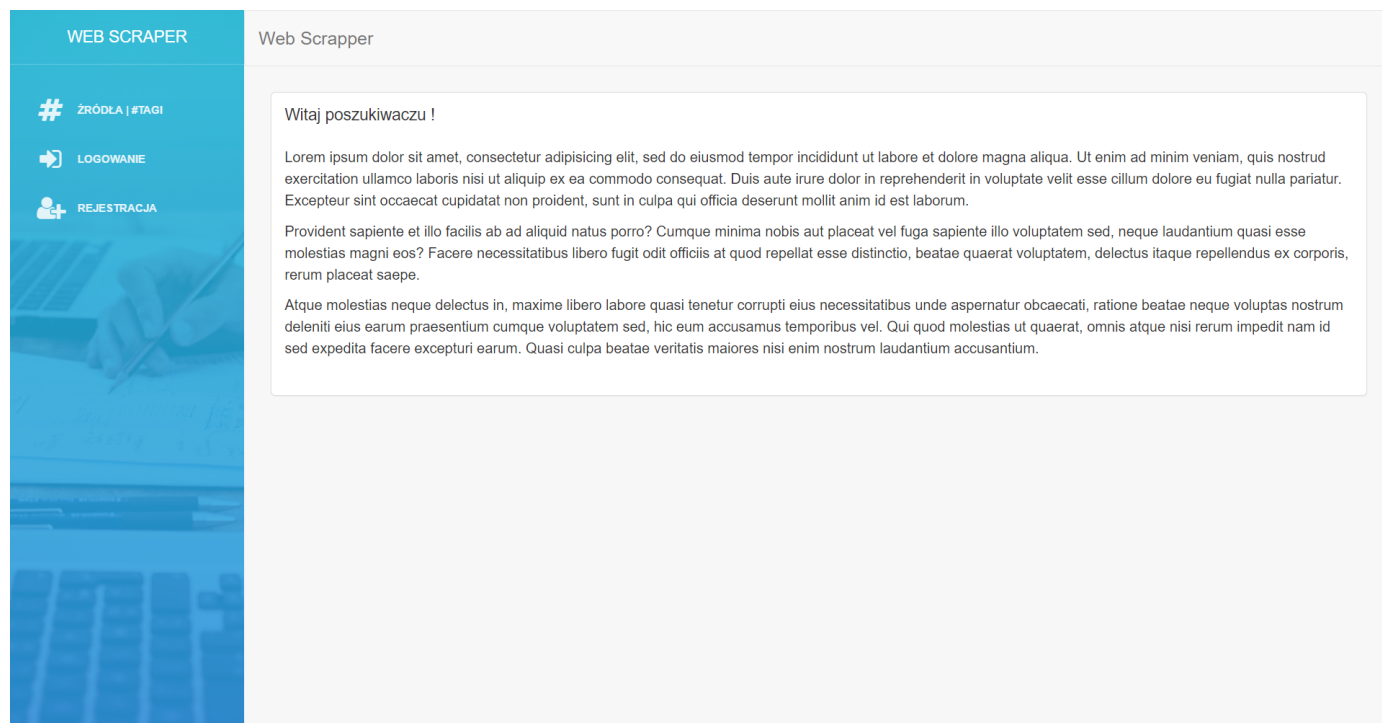 WEB SCRAPER
Web Scrapper
ŹRÓDŁA | #TAGI
LOGOWANIE
REJESTRACJA
Witaj poszukiwaczu !
Lorem ipsum dolor sit amet, consectetur adipisicing elit, sed do eiusmod tempor incididunt ut labore et dolore magna aliqua. Ut enim ad minim veniam, quis nostrud
exercitation ullamco laboris nisi ut aliquip ex ea commodo consequat. Duis aute irure dolor in reprehenderit in voluptate velit esse cillum dolore eu fugiat nulla pariatur.
Excepteur sint occaecat cupidatat non proident, sunt in culpa qui officia deserunt mollit anim id est laborum.
Provident sapiente et illo facilis ab ad aliquid natus porro? Cumque minima nobis aut placeat vel fuga sapiente illo voluptatem sed, neque laudantium quasi esse
molestias magni eos? Facere necessitatibus libero fugit odit officiis at quod repellat esse distinctio, beatae quaerat voluptatem, delectus itaque repellendus ex corporis,
rerum placeat saepe.
Atque molestias neque delectus in, maxime libero labore quasi tenetur corrupti eius necessitatibus unde aspernatur obcaecati, ratione beatae neque voluptas nostrum
deleniti eius earum praesentium cumque voluptatem sed, hic eum accusamus temporibus vel. Qui quod molestias ut quaerat, omnis atque nisi rerum impedit nam id
sed expedita facere excepturi earum. Quasi culpa beatae veritatis maiores nisi enim nostrum laudantium accusantium.